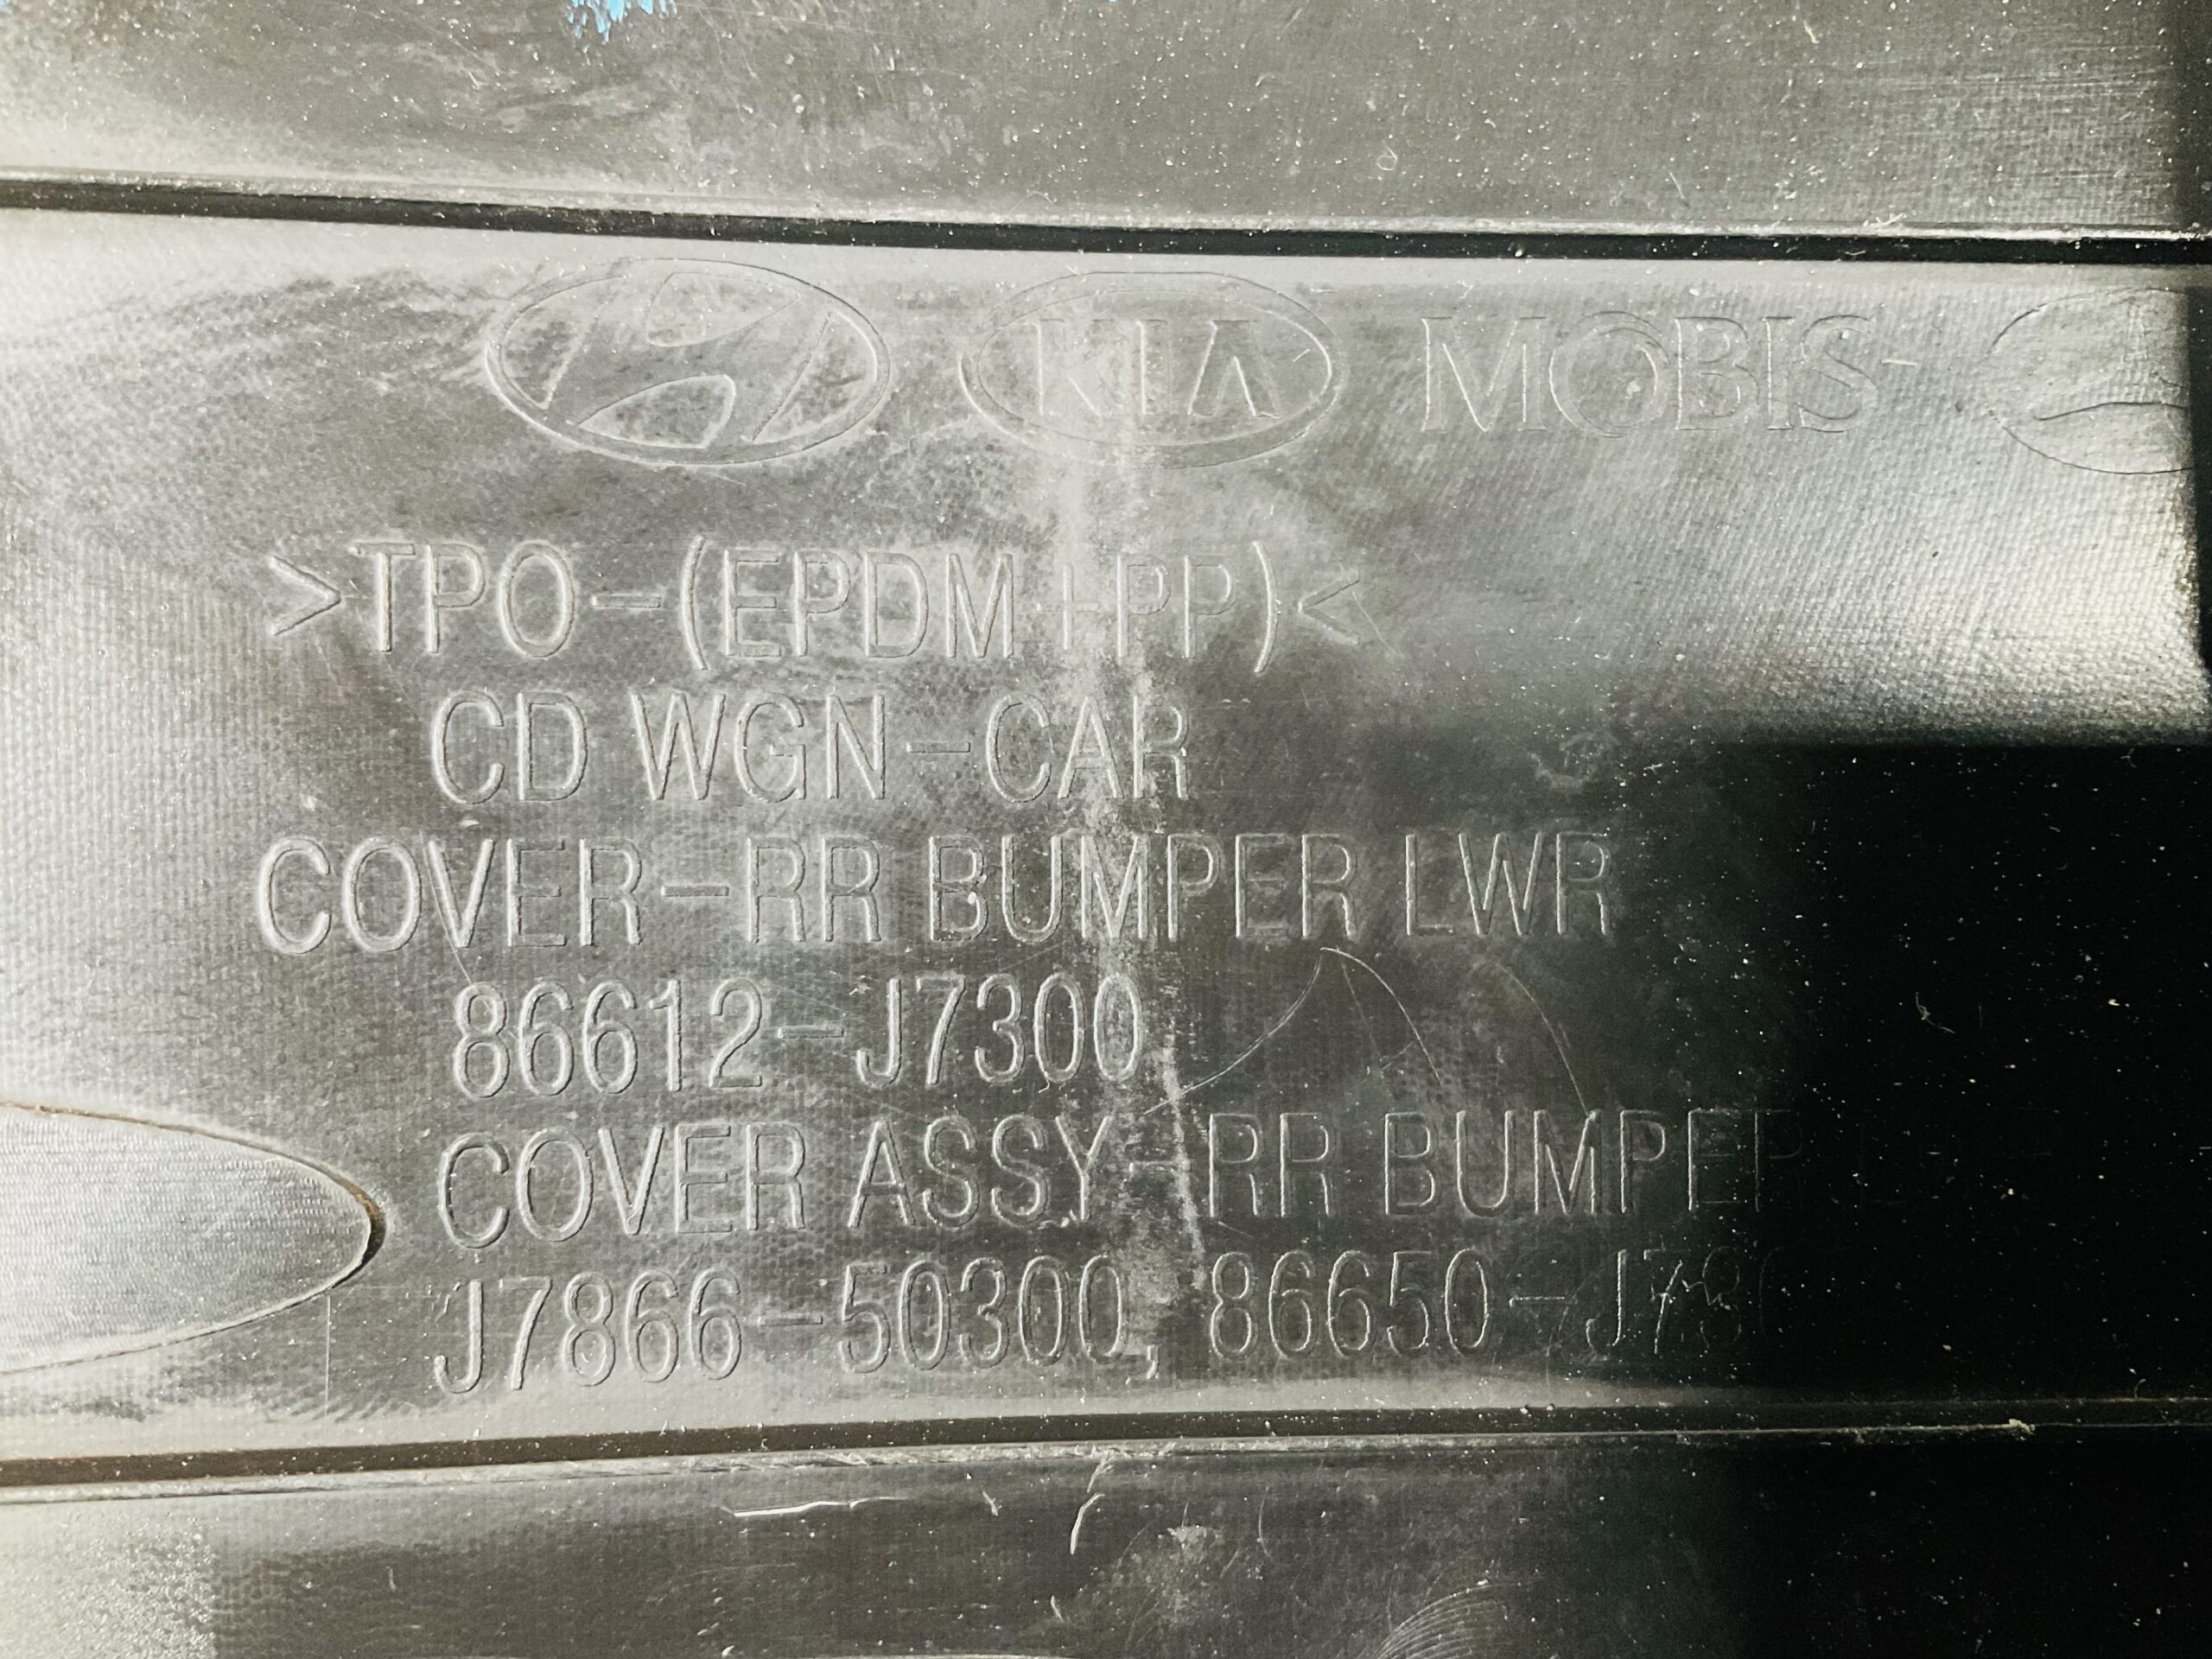 KIA MOBIS
>TPO-(EPDM+PP)<
CD WGN-CAR
COVER-RR BUMPER LWR
86612-J7300
COVER ASSY-RR BUMPER
J7866-50300, 86650-